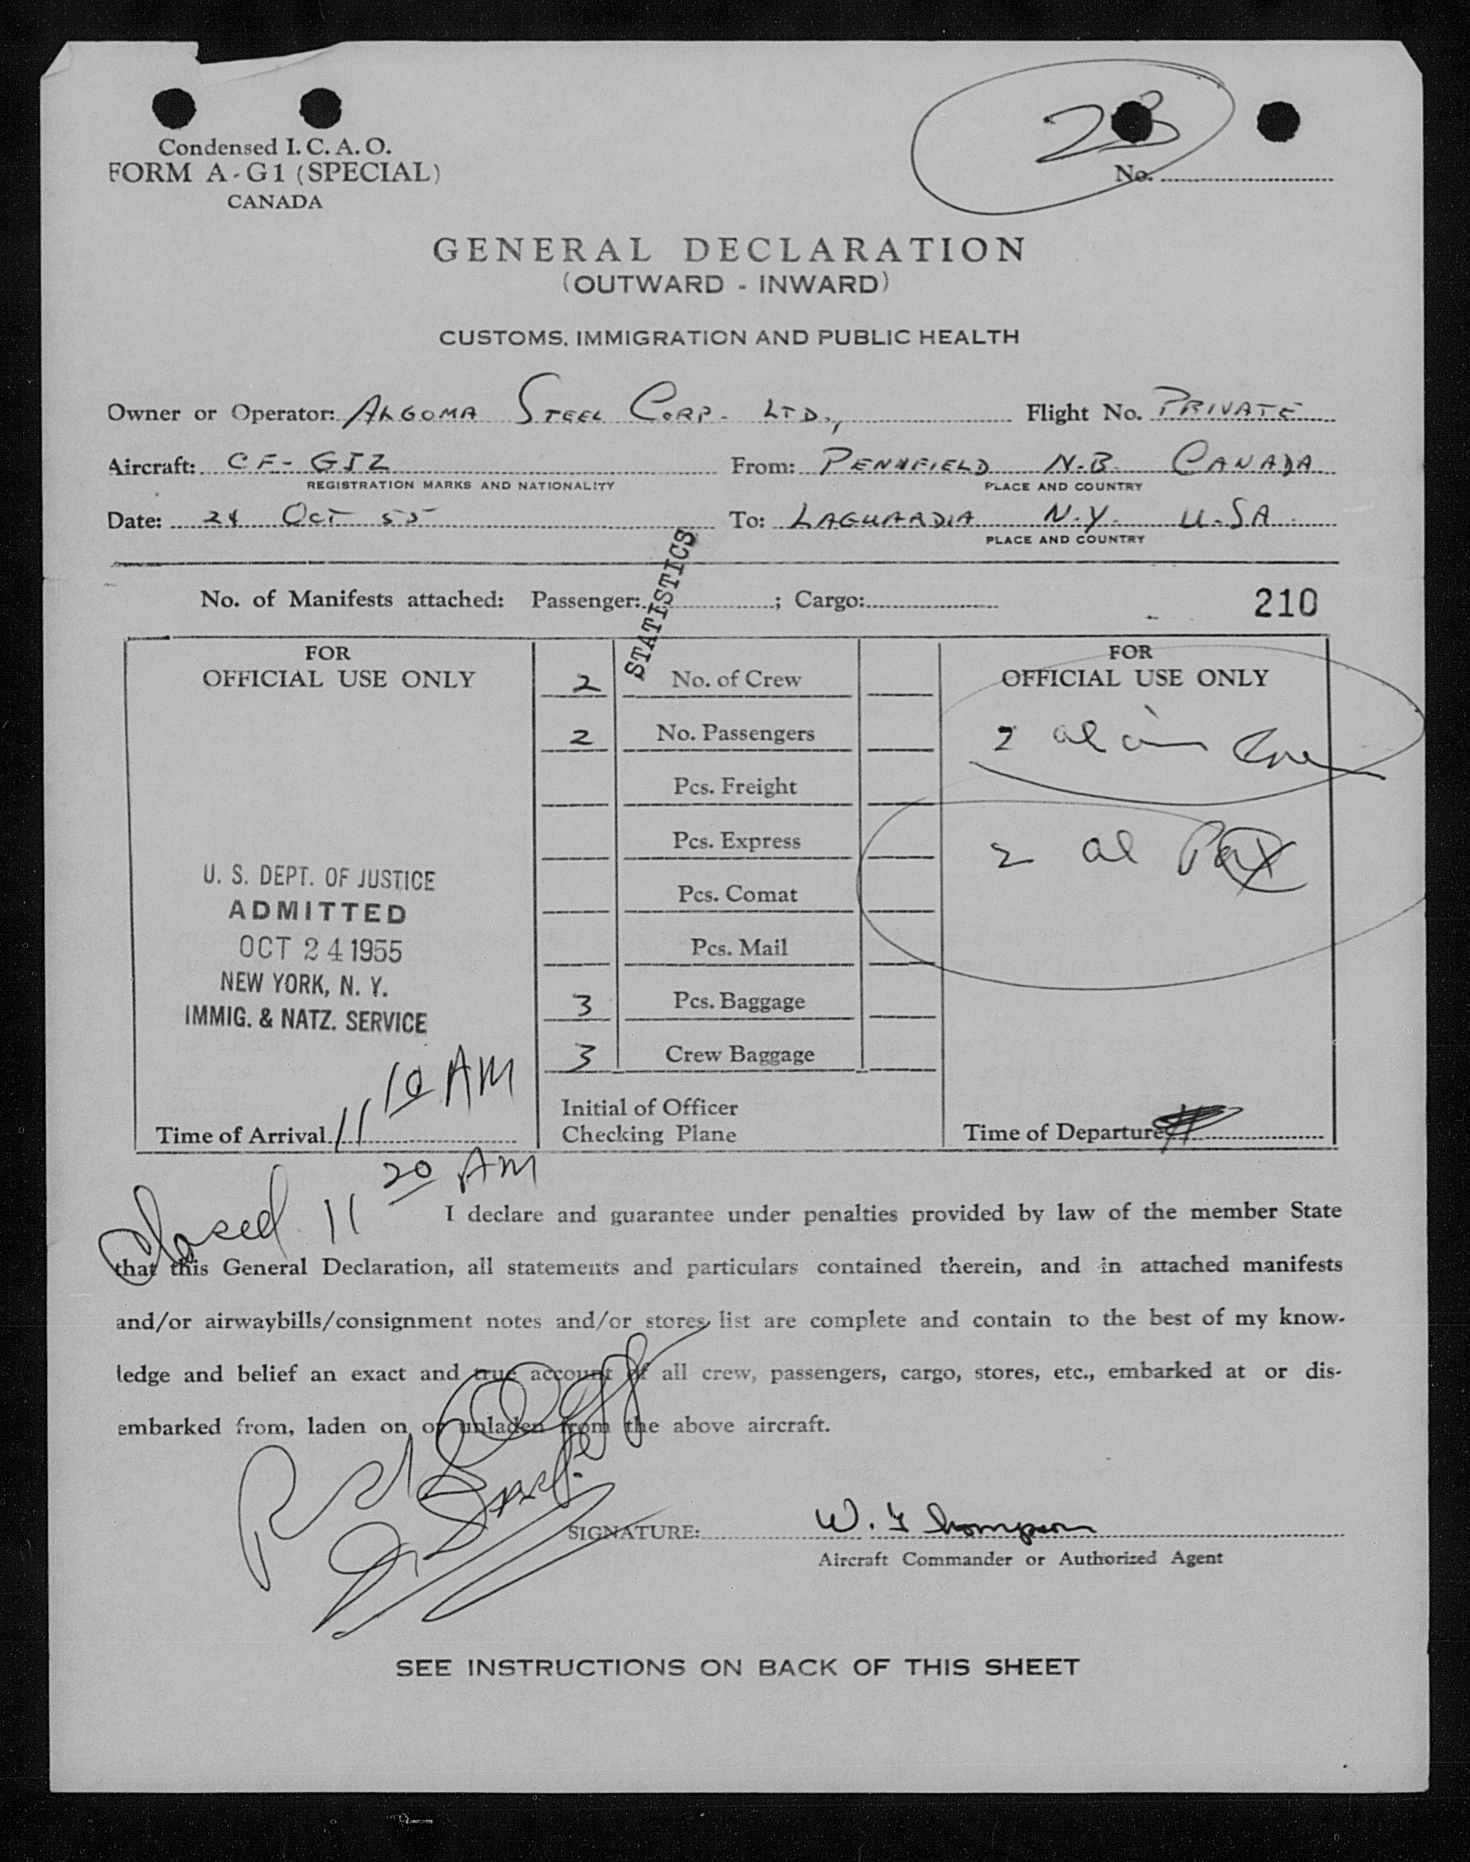 Condensed I. C. A. O.
FORM A-G1 (SPECIAL)
CANADA
23
No.
GENERAL DECLARATION
(OUTWARD - INWARD)
CUSTOMS, IMMIGRATION AND PUBLIC HEALTH
Owner or Operator: ALGOMA STEEL CORP. LTD., Flight No. PRIVATE
Aircraft: CF-GJZ From: PENNFIELD N.B. CANADA
REGISTRATION MARKS AND NATIONALITY PLACE AND COUNTRY
Date: 24 OCT 55 To: LAGUARDIA N.Y. U.SA.
PLACE AND COUNTRY
STATISTICS
No. of Manifests attached: Passenger: ; Cargo: 210
FOR
OFFICIAL USE ONLY
2 No. of Crew
2 No. Passengers
Pcs. Freight
Pcs. Express
Pcs. Comat
Pcs. Mail
3 Pcs. Baggage
3 Crew Baggage
Initial of Officer
Checking Plane
FOR
OFFICIAL USE ONLY
2 al
2 al Pax
Time of Departure
U. S. DEPT. OF JUSTICE
ADMITTED
OCT 24 1955
NEW YORK, N. Y.
IMMIG. & NATZ. SERVICE
Time of Arrival 11 10 AM
Closed 11 20 AM
I declare and guarantee under penalties provided by law of the member State
that this General Declaration, all statements and particulars contained therein, and in attached manifests
and/or airwaybills/consignment notes and/or stores list are complete and contain to the best of my know-
ledge and belief an exact and true account of all crew, passengers, cargo, stores, etc., embarked at or dis-
embarked from, laden on or unladen from the above aircraft.
SIGNATURE: W. Thompson
Aircraft Commander or Authorized Agent
SEE INSTRUCTIONS ON BACK OF THIS SHEET